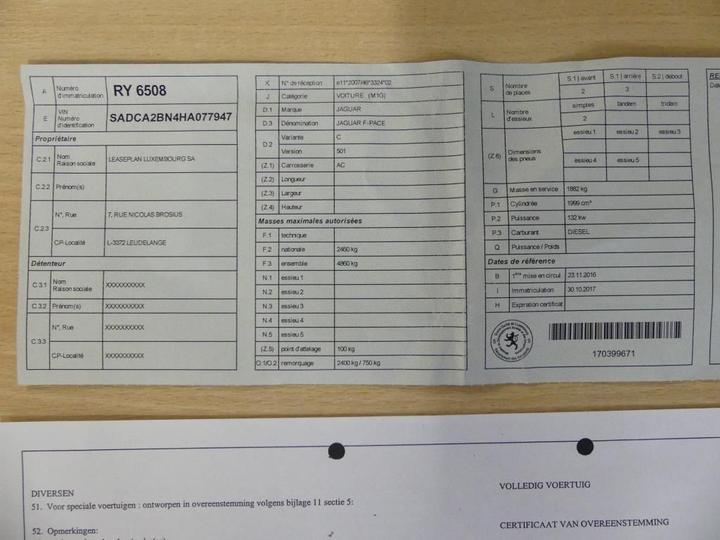 A Numéro d'immatriculation RY 6508
E VIN Numéro d'identification SADCA2BN4HA077947
Propriétaire
C.2.1 Nom Raison sociale LEASEPLAN LUXEMBOURG SA
C.2.2 Prénom(s)
C.2.3 N°, Rue 7, RUE NICOLAS BROSIUS
CP-Localité L-3372 LEUDELANGE
Détenteur
C.3.1 Nom Raison sociale XXXXXXXXXX
C.3.2 Prénom(s) XXXXXXXXXX
C.3.3 N°, Rue XXXXXXXXXX
CP-Localité XXXXXXXXXX
K N° de réception e11*2007/46*3324*02
J Catégorie VOITURE (M1G)
D.1 Marque JAGUAR
D.3 Dénomination JAGUAR F-PACE
D.2 Variante C
Version 501
(Z.1) Carrosserie AC
(Z.2) Longueur
(Z.3) Largeur
(Z.4) Hauteur
Masses maximales autorisées
F.1 technique
F.2 nationale 2460 kg
F.3 ensemble 4860 kg
N.1 essieu 1
N.2 essieu 2
N.3 essieu 3
N.4 essieu 4
N.5 essieu 5
(Z.5) point d'attelage 100 kg
O.1/O.2 remorquage 2400 kg / 750 kg
S Nombre de places S.1 | avant S.1 | arrière S.2 | debout
2 3
L Nombre d'essieux simples tandem tridem
2
(Z.6) Dimensions des pneus essieu 1 essieu 2 essieu 3
essieu 4 essieu 5
G Masse en service 1882 kg
P.1 Cylindrée 1999 cm³
P.2 Puissance 132 kw
P.3 Carburant DIESEL
Q Puissance / Poids
Dates de référence
B 1ère mise en circul 23.11.2016
I Immatriculation 30.10.2017
H Expiration certificat
170399671
DIVERSEN
51. Voor speciale voertuigen : ontworpen in overeenstemming volgens bijlage 11 sectie 5:
52. Opmerkingen:
VOLLEDIG VOERTUIG
CERTIFICAAT VAN OVEREENSTEMMING